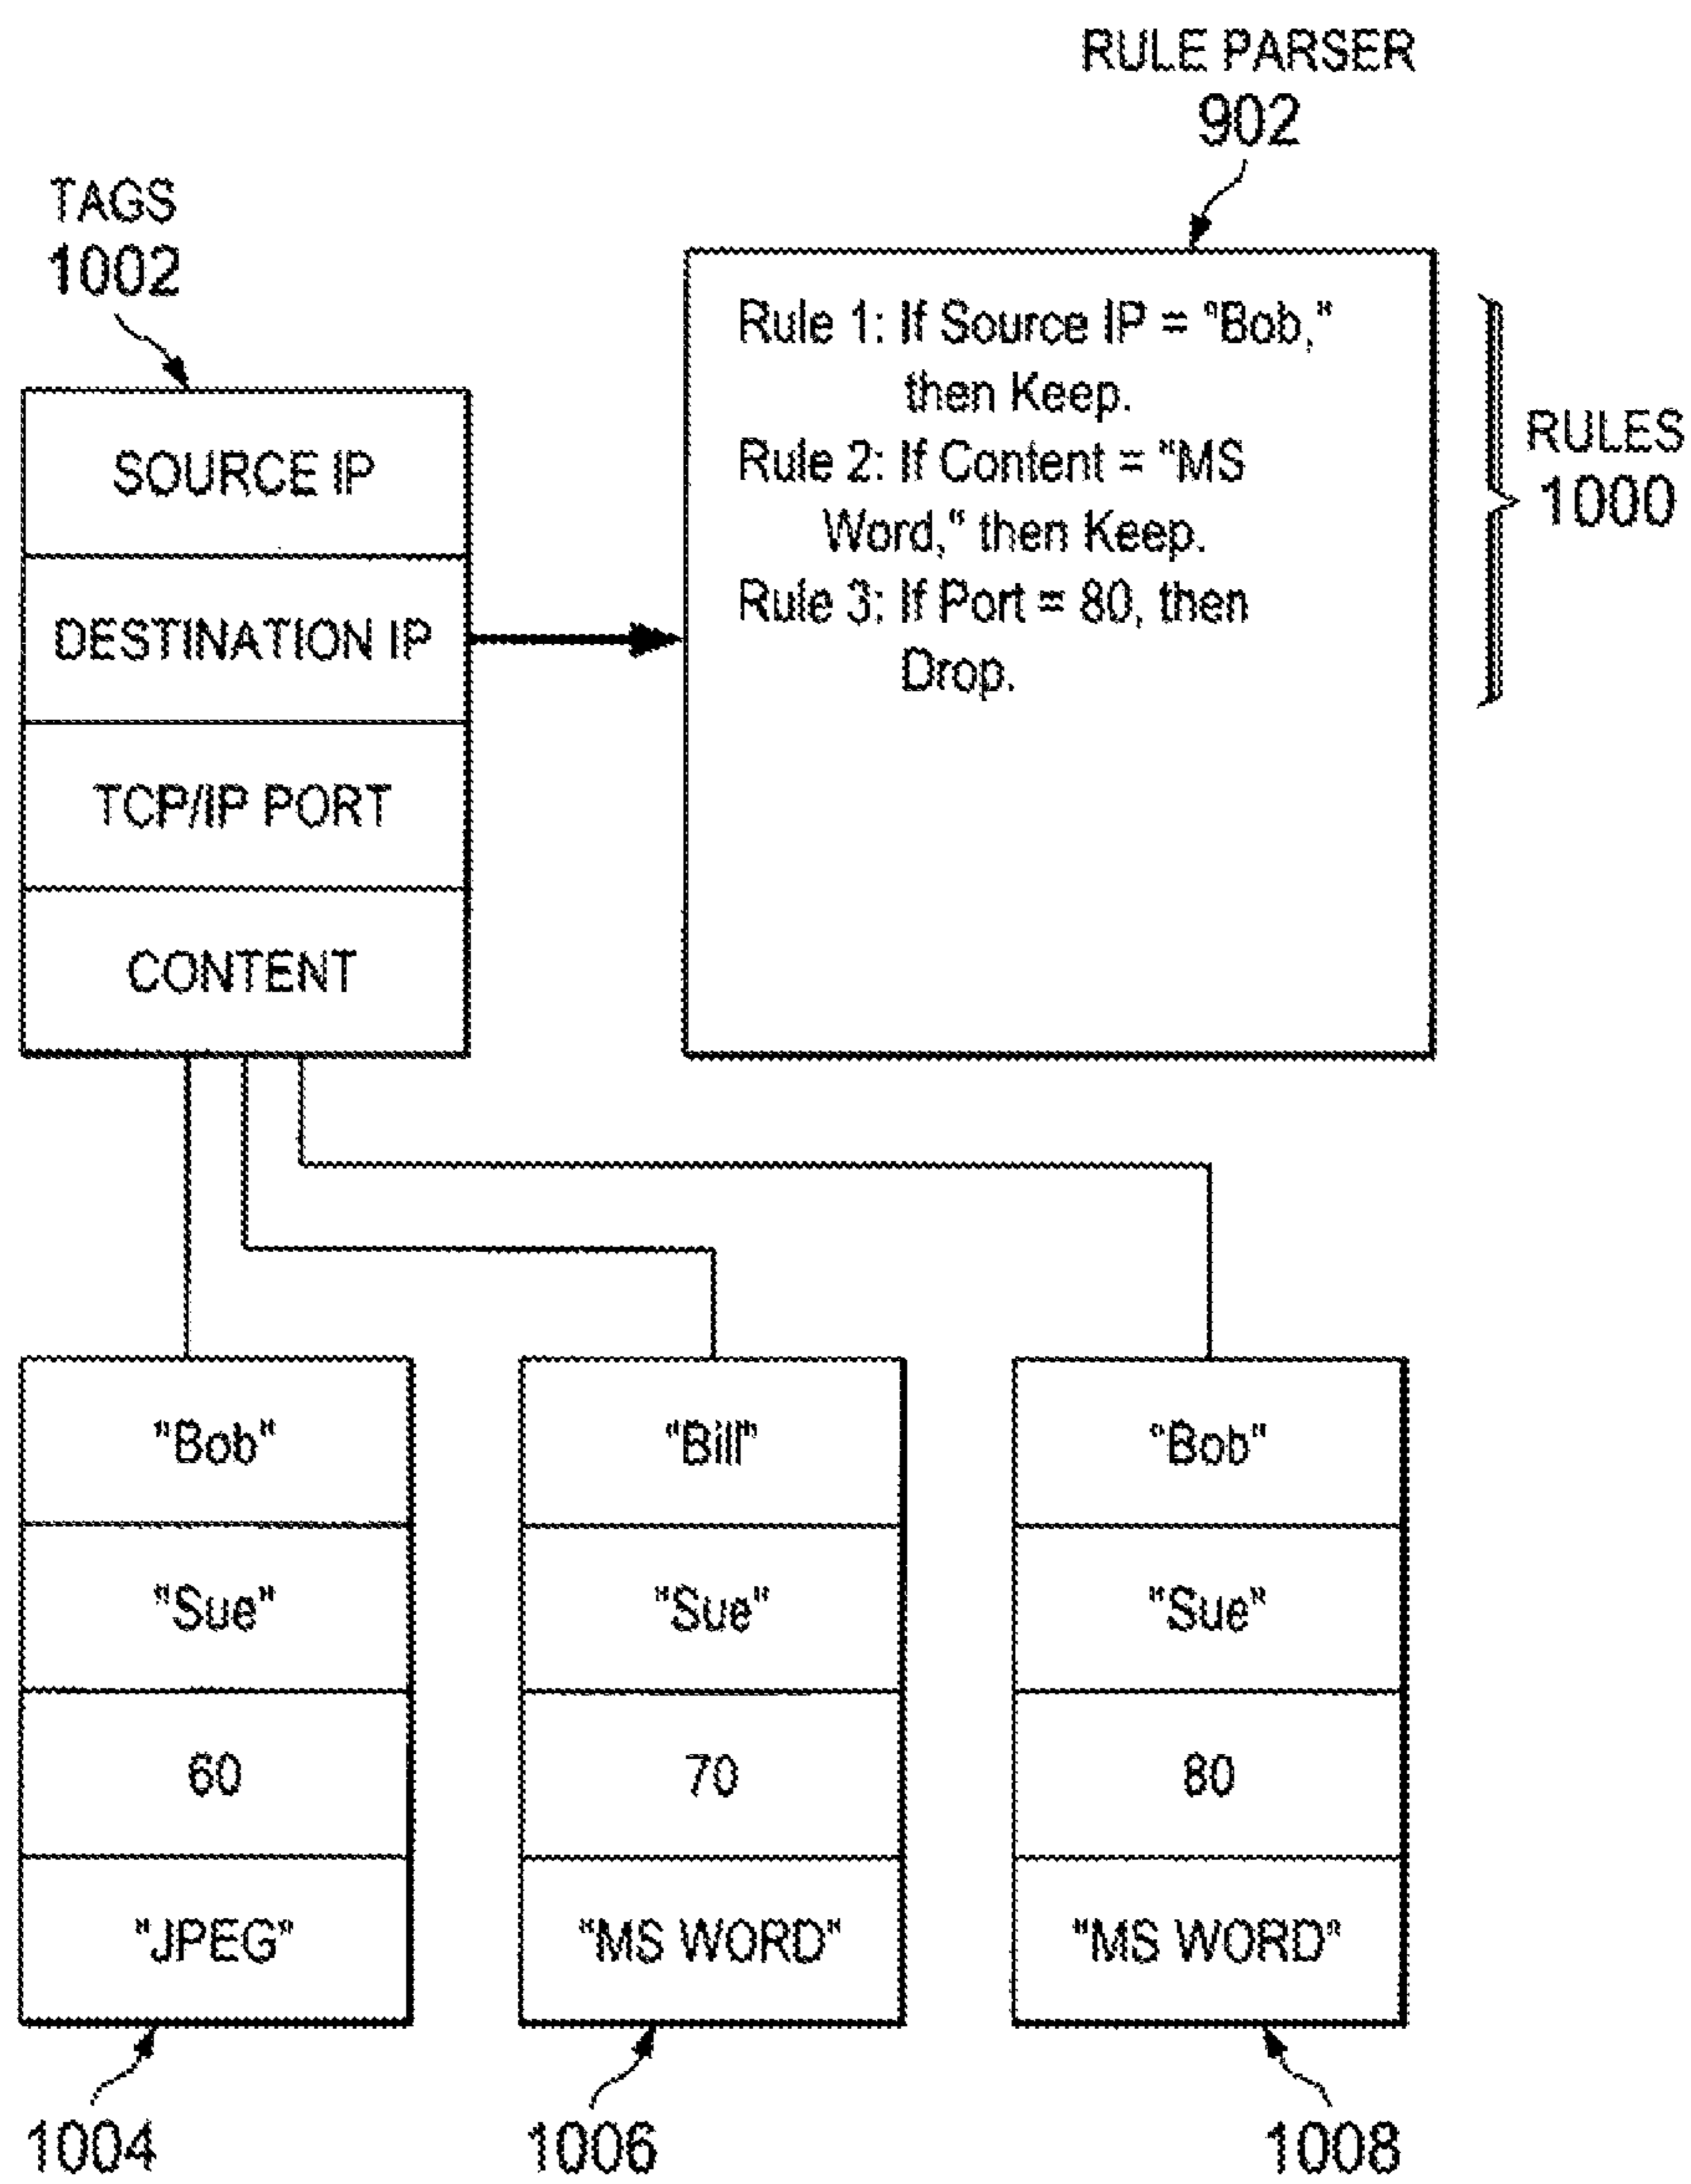 RULE PARSER
902
TAGS
1002
SOURCE IP
DESTINATION IP
TCP/IP PORT
CONTENT
Rule 1: If Source IP = "Bob,"
then Keep.
Rule 2: If Content = "MS
Word," then Keep.
Rule 3: If Port = 80, then
Drop.
RULES
1000
"Bob"
"Sue"
60
"JPEG"
1004
"Bill"
"Sue"
70
"MS WORD"
1006
"Bob"
"Sue"
80
"MS WORD"
1008